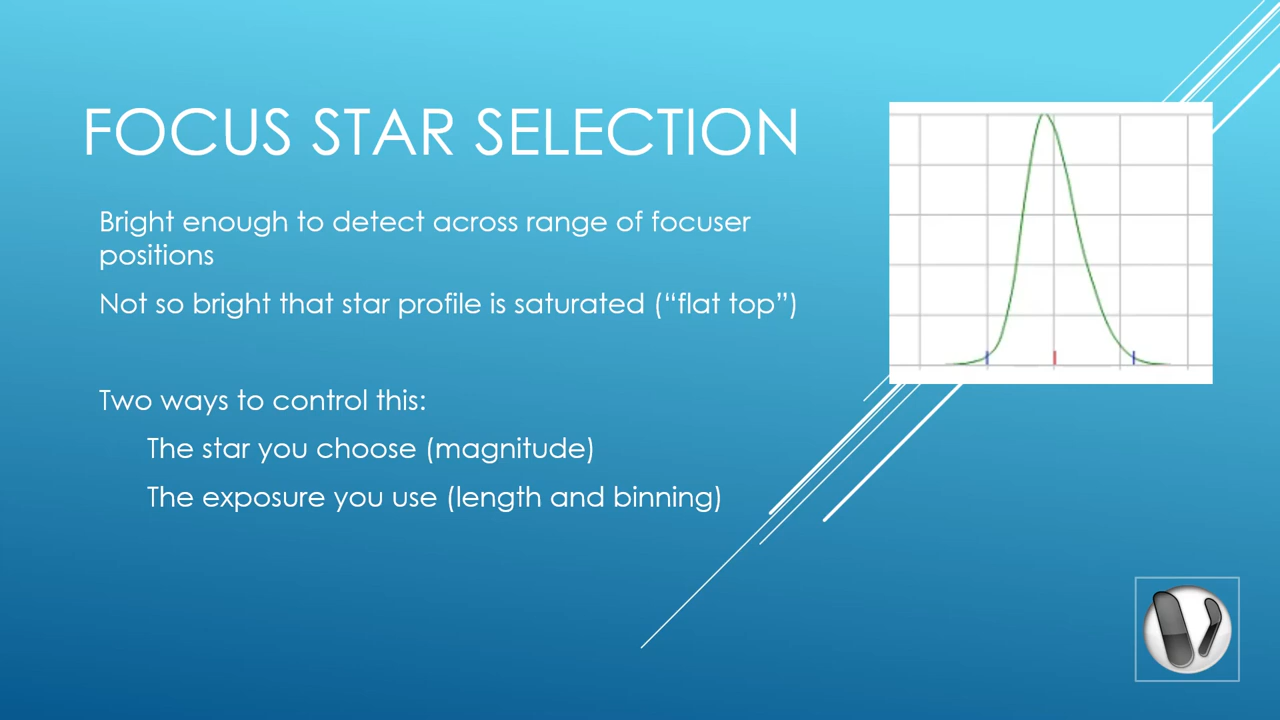 FOCUS STAR SELECTION
Bright enough to detect across range of focuser
positions
Not so bright that star profile is saturated (“flat top”)
Two ways to control this:
The star you choose (magnitude)
The exposure you use (length and binning)